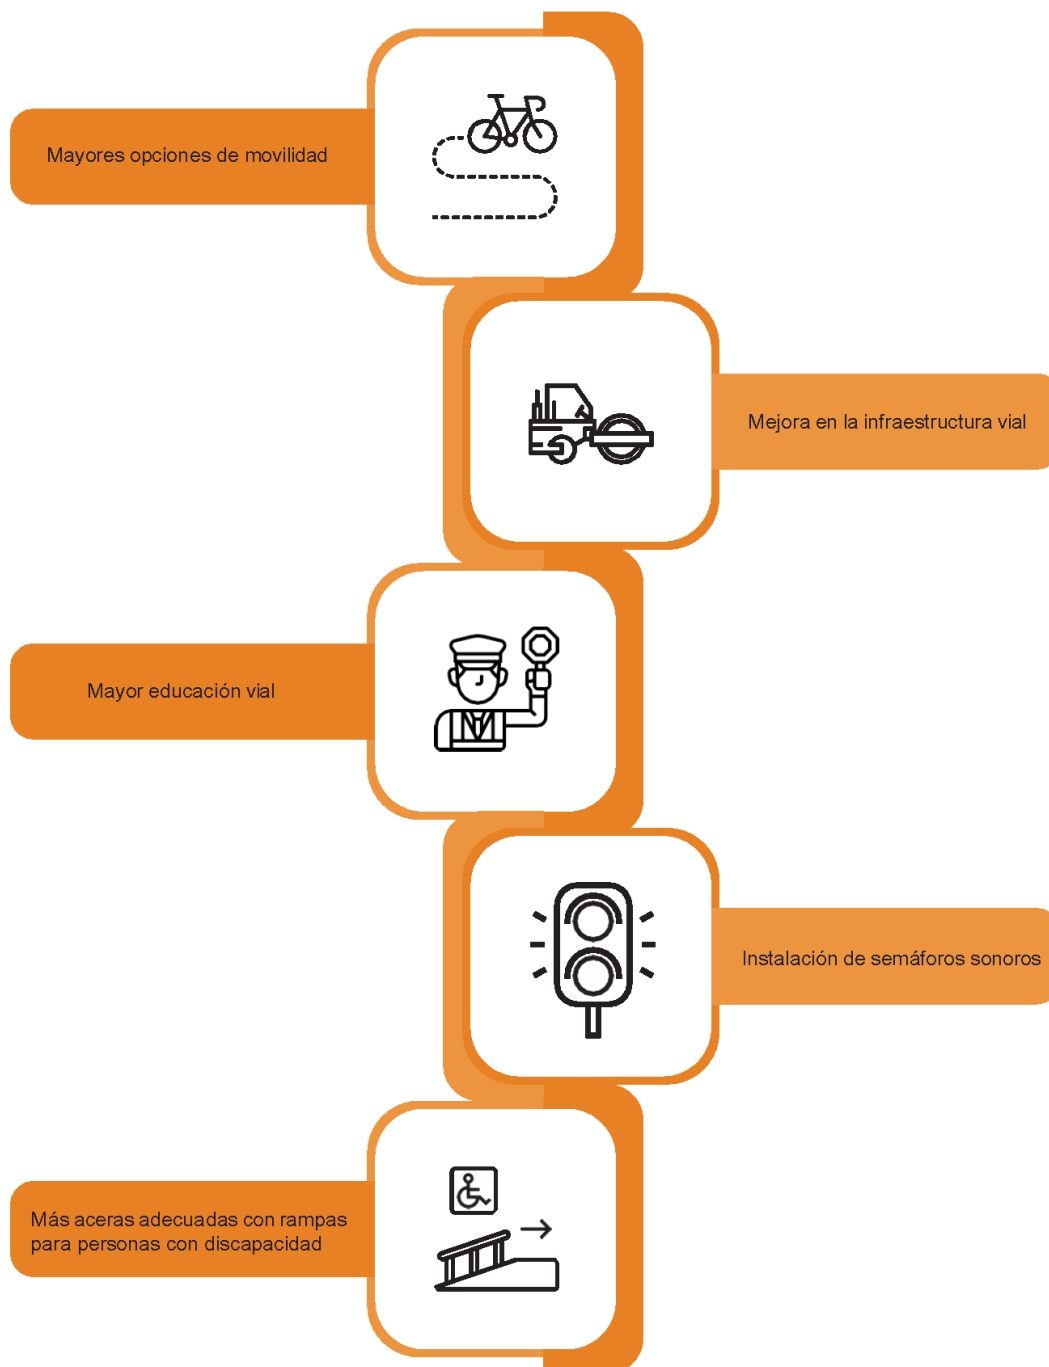 Mayores opciones de movilidad
Mejora en la infraestructura vial
Mayor educación vial
Instalación de semáforos sonoros
Más aceras adecuadas con rampas
para personas con discapacidad